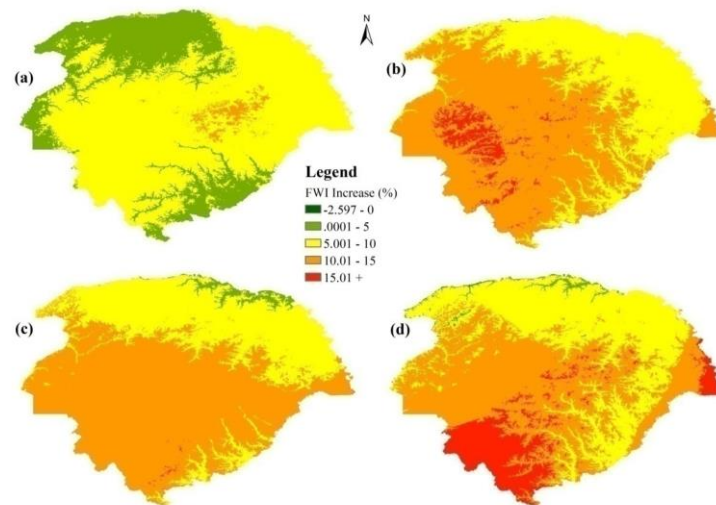 N
(a)
(b)
Legend
FWI Increase (%)
-2.597 - 0
.0001 - 5
5.001 - 10
10.01 - 15
15.01 +
(c)
(d)